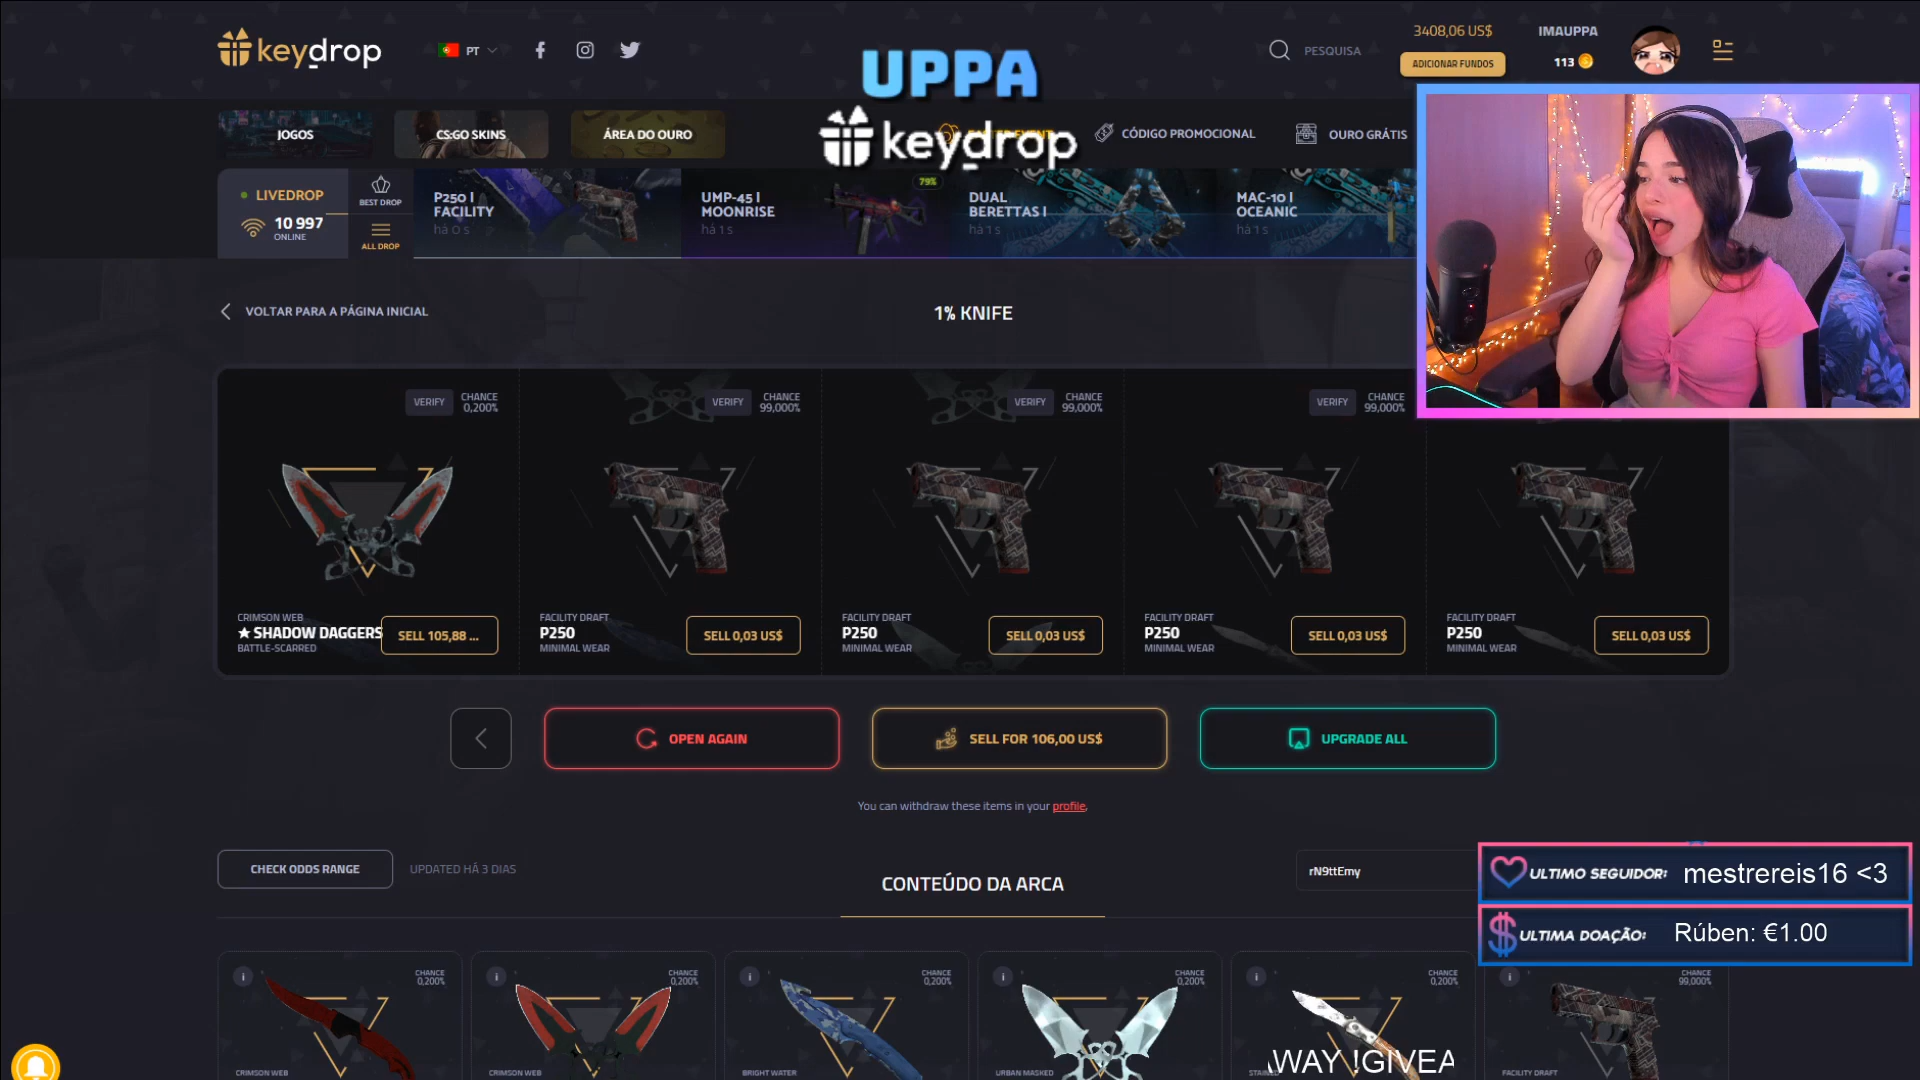 keydrop
PT
UPPA
keydrop
PESQUISA
3408,06 US$
ADICIONAR FUNDOS
IMAUPPA
113
JOGOS
CS:GO SKINS
ÁREA DO OURO
CÓDIGO PROMOCIONAL
OURO GRÁTIS
LIVEDROP
10 997
ONLINE
BEST DROP
ALL DROP
P250 |
FACILITY
há 0 s
UMP-45 |
MOONRISE
há 1 s
79%
DUAL
BERETTAS |
há 1 s
MAC-10 |
OCEANIC
há 1 s
VOLTAR PARA A PÁGINA INICIAL
1% KNIFE
VERIFY
CHANCE
0,200%
VERIFY
CHANCE
99,000%
VERIFY
CHANCE
99,000%
VERIFY
CHANCE
99,000%
CRIMSON WEB
★ SHADOW DAGGERS
BATTLE-SCARRED
SELL 105,88 ...
FACILITY DRAFT
P250
MINIMAL WEAR
SELL 0,03 US$
FACILITY DRAFT
P250
MINIMAL WEAR
SELL 0,03 US$
FACILITY DRAFT
P250
MINIMAL WEAR
SELL 0,03 US$
FACILITY DRAFT
P250
MINIMAL WEAR
SELL 0,03 US$
OPEN AGAIN
SELL FOR 106,00 US$
UPGRADE ALL
You can withdraw these items in your profile.
CHECK ODDS RANGE
UPDATED HÁ 3 DIAS
CONTEÚDO DA ARCA
rN9ttEmy
ULTIMO SEGUIDOR: mestrereis16 <3
ULTIMA DOAÇÃO: Rúben: €1.00
CHANCE
0,200%
CHANCE
0,200%
CHANCE
0,200%
CHANCE
0,200%
CHANCE
0,200%
CHANCE
99,000%
CRIMSON WEB
CRIMSON WEB
BRIGHT WATER
URBAN MASKED
WAY !GIVEA
FACILITY DRAFT